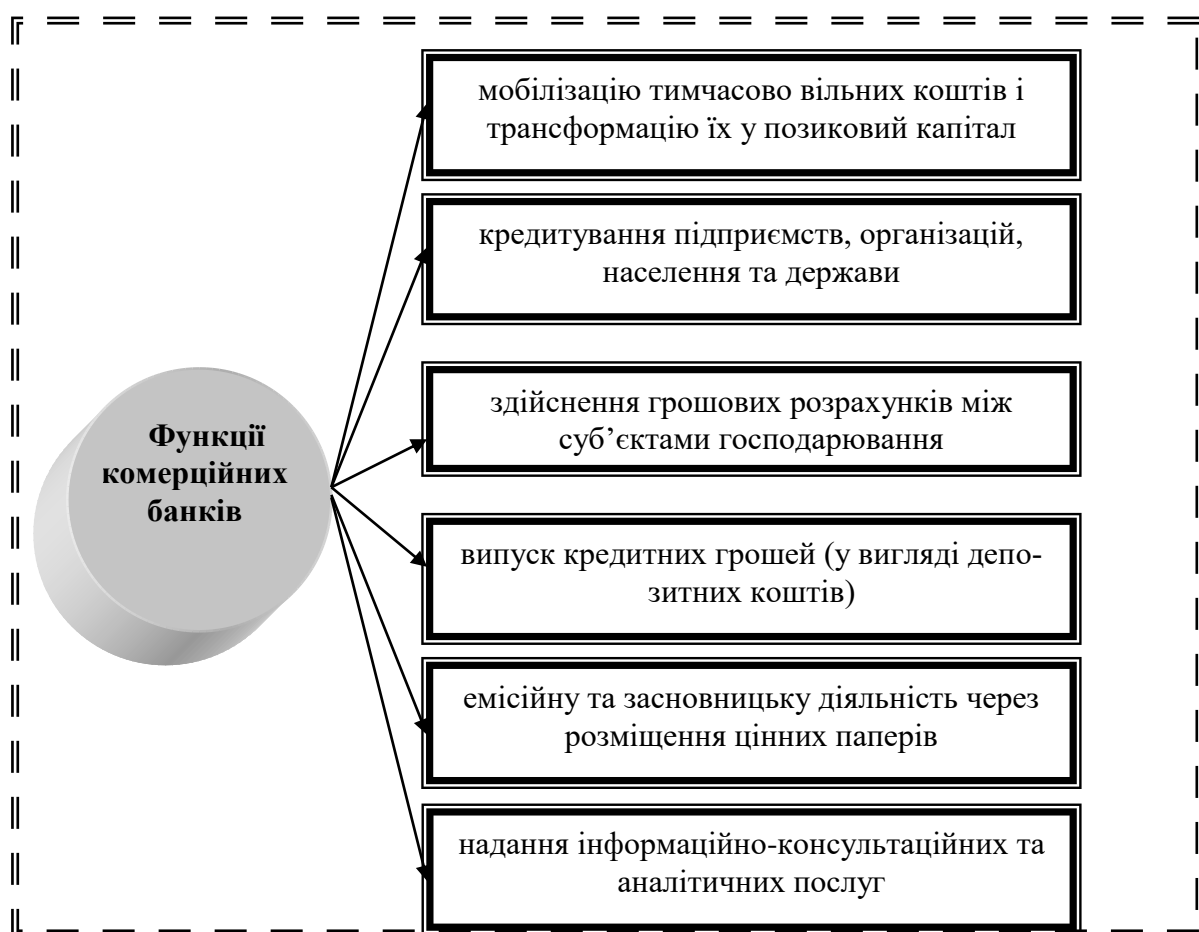 мобілізацію тимчасово вільних коштів і
трансформацію їх у позиковий капітал
кредитування підприємств, організацій,
населення та держави
здійснення грошових розрахунків між
суб’єктами господарювання
Функції
комерційних
банків
випуск кредитних грошей (у вигляді депо-
зитних коштів)
емісійну та засновницьку діяльність через
розміщення цінних паперів
надання інформаційно-консультаційних та
аналітичних послуг